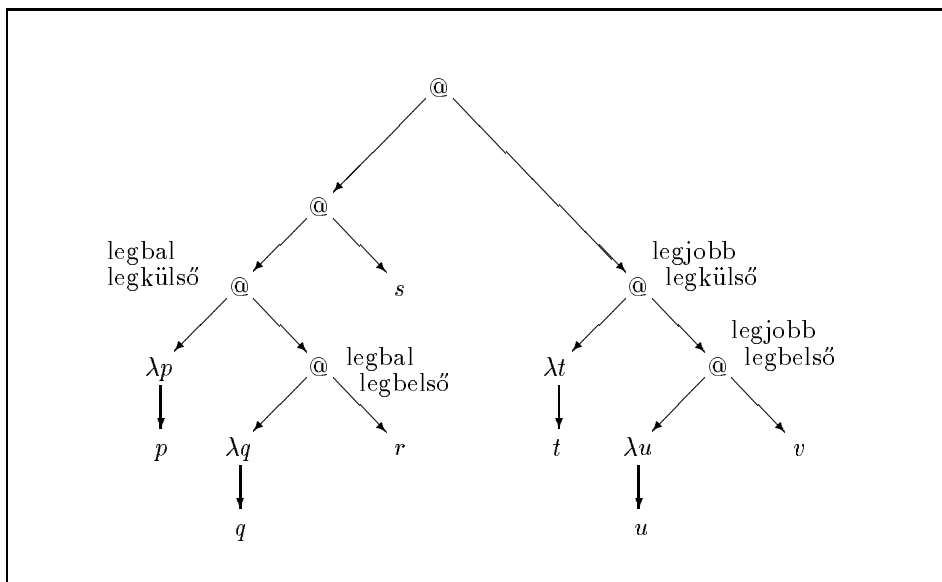 @
@
legbal
legkülső
@
s
legjobb
legkülső
@
λp
@
legbal
legbelső
λt
legjobb
legbelső
@
p
λq
r
t
λu
v
q
u